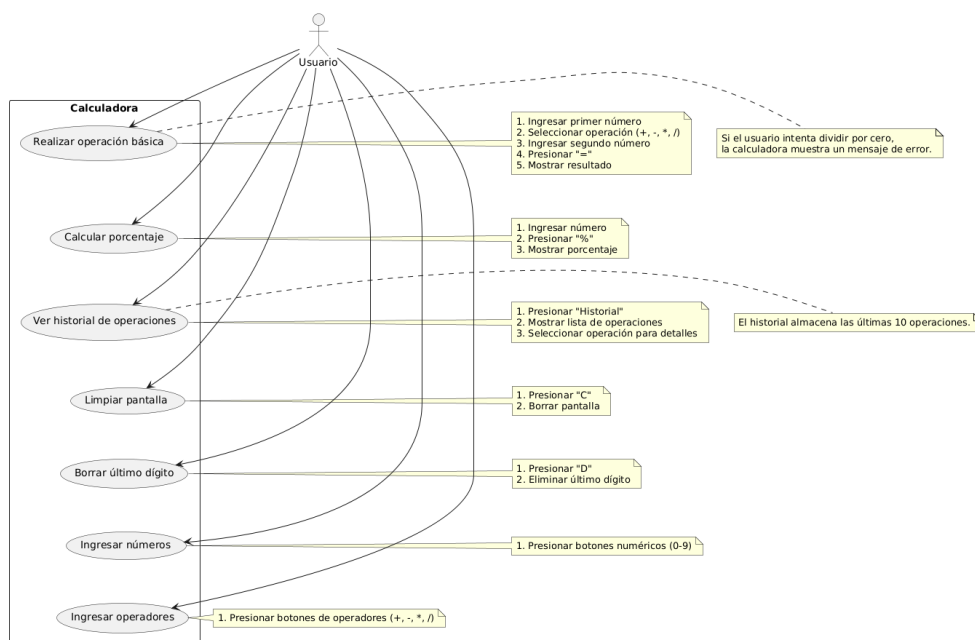 Usuario
Calculadora
Realizar operación básica
1. Ingresar primer número
2. Seleccionar operación (+, -, *, /)
3. Ingresar segundo número
4. Presionar "="
5. Mostrar resultado
Si el usuario intenta dividir por cero,
la calculadora muestra un mensaje de error.
Calcular porcentaje
1. Ingresar número
2. Presionar "%"
3. Mostrar porcentaje
Ver historial de operaciones
1. Presionar "Historial"
2. Mostrar lista de operaciones
3. Seleccionar operación para detalles
El historial almacena las últimas 10 operaciones.
Limpiar pantalla
1. Presionar "C"
2. Borrar pantalla
Borrar último dígito
1. Presionar "D"
2. Eliminar último dígito
Ingresar números
1. Presionar botones numéricos (0-9)
Ingresar operadores
1. Presionar botones de operadores (+, -, *, /)